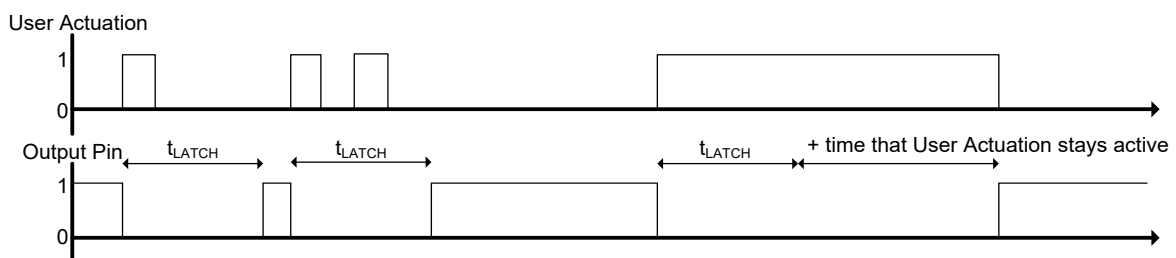 User Actuation
1
0
Output Pin
tLATCH
tLATCH
tLATCH
+ time that User Actuation stays active
1
0